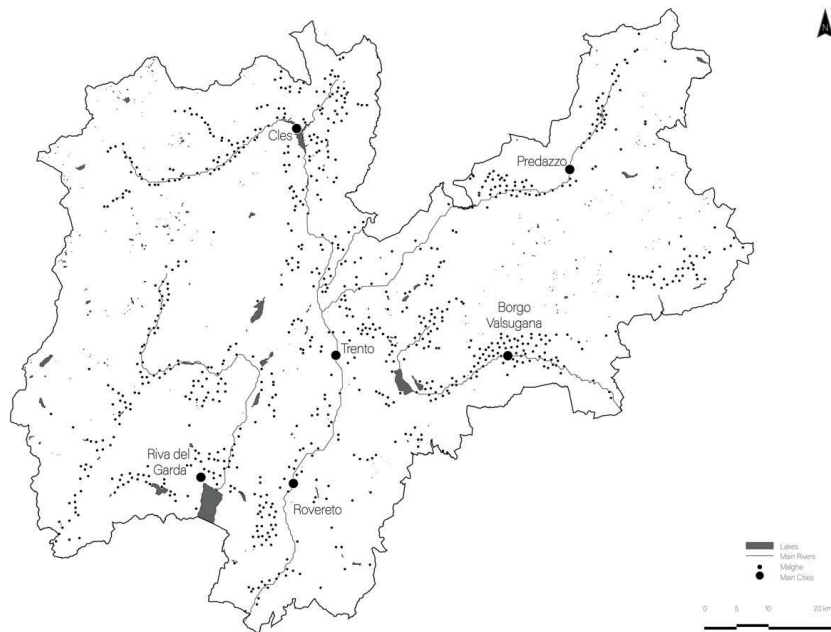 N
Cles
Predazzo
Borgo
Valsugana
Trento
Riva del
Garda
Rovereto
Lakes
Main Rivers
Malghe
Main Cities
0 5 10 20 km